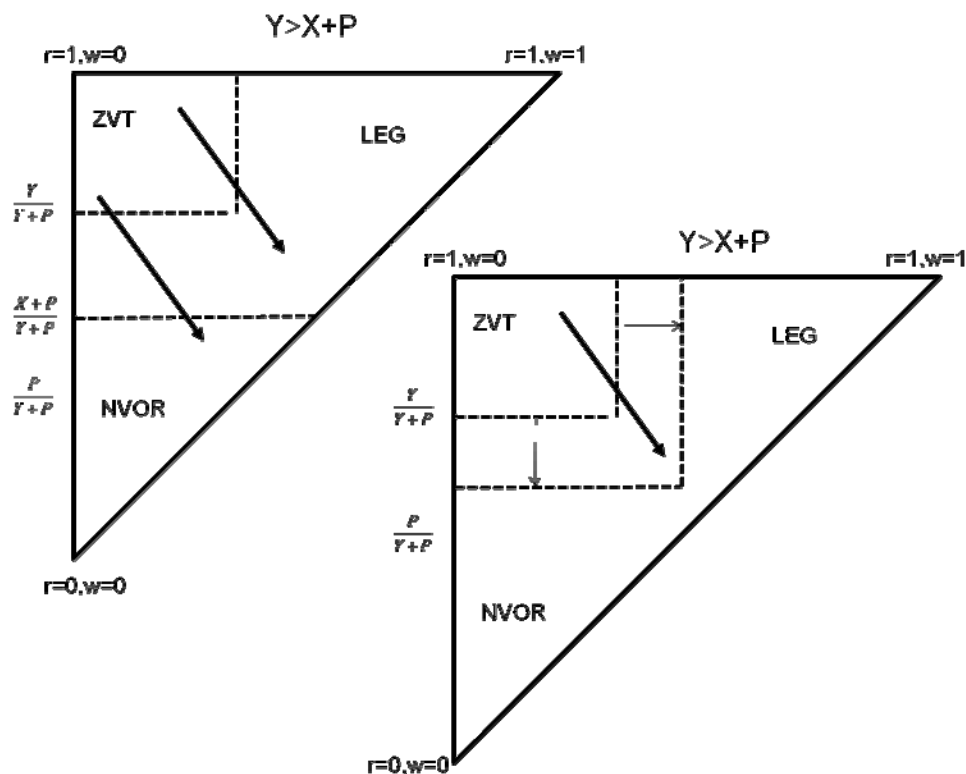 Y>X+P
r=1,w=0 r=1,w=1
ZVT
LEG
Y/Y+P
X+P/Y+P
P/Y+P
NVOR
r=0,w=0
Y>X+P
r=1,w=0 r=1,w=1
ZVT
LEG
Y/Y+P
P/Y+P
NVOR
r=0,w=0